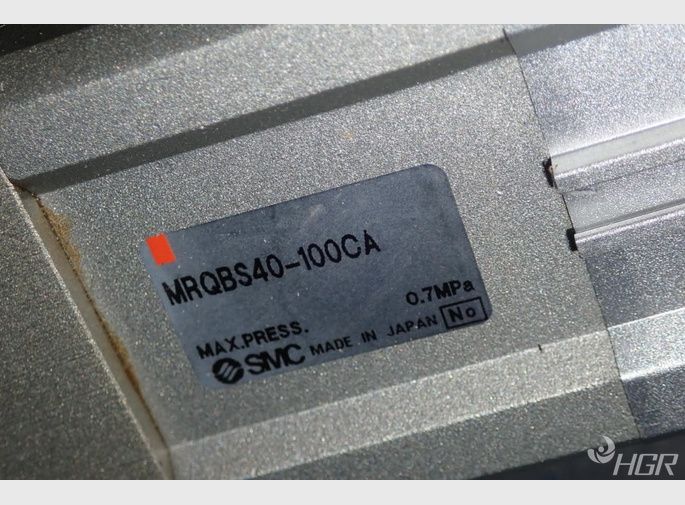 MRQBS40-100CA
MAX.PRESS. 0.7MPa
SMC MADE IN JAPAN No
HGR